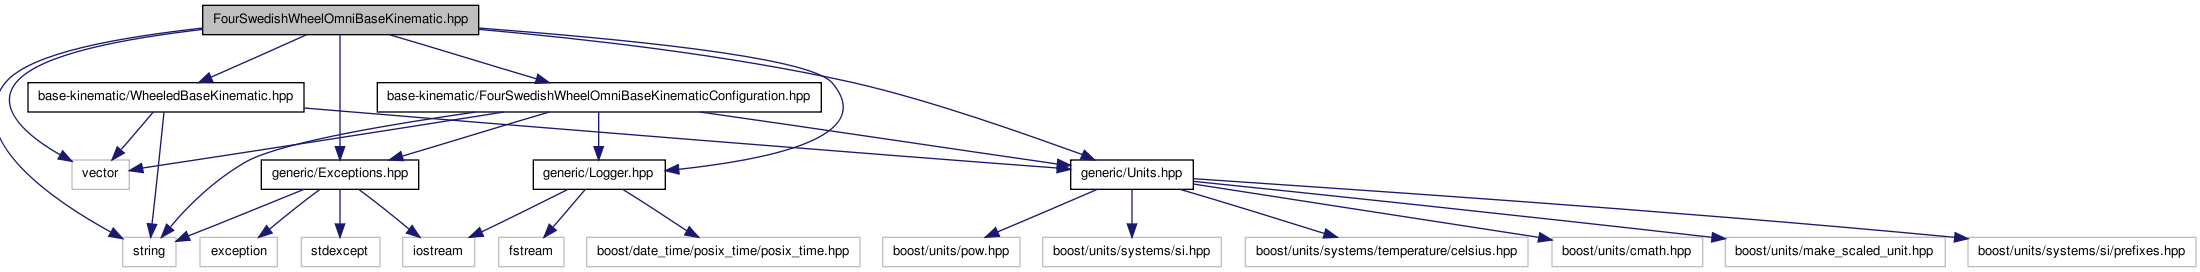 FourSwedishWheelOmniBaseKinematic.hpp
base-kinematic/WheeledBaseKinematic.hpp
base-kinematic/FourSwedishWheelOmniBaseKinematicConfiguration.hpp
vector
generic/Exceptions.hpp
generic/Logger.hpp
generic/Units.hpp
string
exception
stdexcept
iostream
fstream
boost/date_time/posix_time/posix_time.hpp
boost/units/pow.hpp
boost/units/systems/si.hpp
boost/units/systems/temperature/celsius.hpp
boost/units/cmath.hpp
boost/units/make_scaled_unit.hpp
boost/units/systems/si/prefixes.hpp